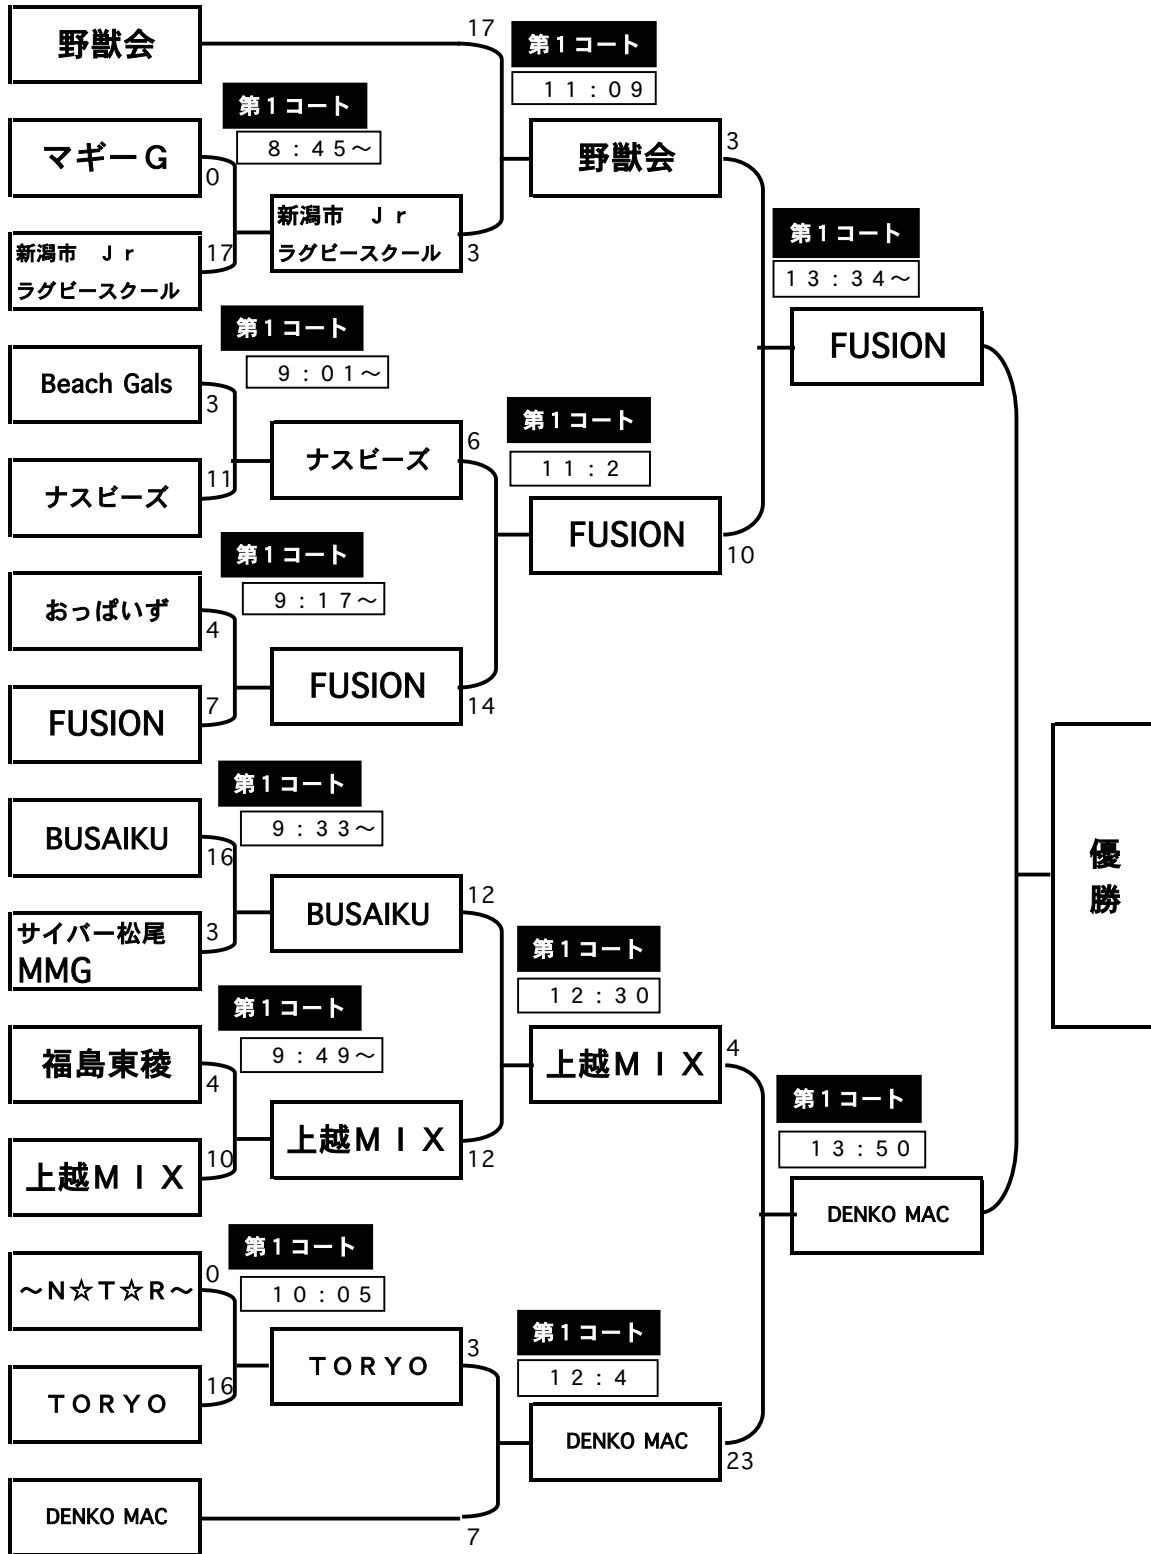 野獣会
17
第１コート
１１：０９
第１コート
８：４５～
マギーＧ
0
野獣会
3
新潟市　Ｊｒ
ラグビースクール
3
新潟市　Ｊｒ
ラグビースクール
17
第１コート
１３：３４～
第１コート
９：０１～
FUSION
Beach Gals
3
第１コート
１１：２
ナスビーズ
6
ナスビーズ
11
FUSION
10
第１コート
９：１７～
おっぱいず
4
FUSION
14
FUSION
7
第１コート
９：３３～
BUSAIKU
16
優
勝
BUSAIKU
12
サイバー松尾
MMG
3
第１コート
１２：３０
第１コート
９：４９～
福島東稜
4
上越ＭＩＸ
4
第１コート
１３：５０
上越ＭＩＸ
12
上越ＭＩＸ
10
DENKO MAC
第１コート
１０：０５
～Ｎ☆Ｔ☆Ｒ～
0
第１コート
１２：４
ＴＯＲＹＯ
3
ＴＯＲＹＯ
16
DENKO MAC
23
DENKO MAC
7